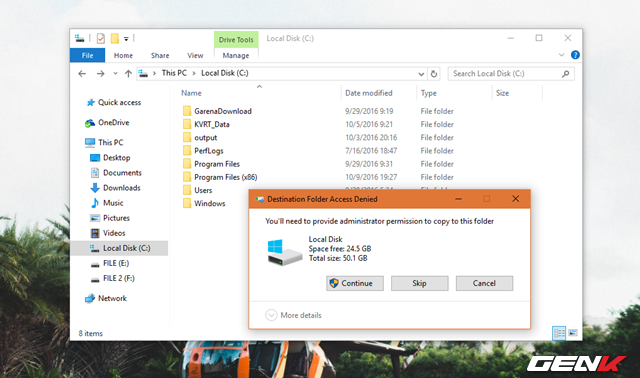 Drive Tools Local Disk (C:)
File Home Share View Manage
This PC Local Disk (C:) Search Local Disk (C:)
Name Date modified Type Size
Quick access
OneDrive
This PC
Desktop
Documents
Downloads
Music
Pictures
Videos
Local Disk (C:)
FILE (E:)
FILE 2 (F:)
Network
GarenaDownload 9/29/2016 9:19 File folder
KVRT_Data 10/5/2016 9:21 File folder
output 10/3/2016 20:16 File folder
PerfLogs 7/16/2016 18:47 File folder
Program Files 9/29/2016 9:31 File folder
Program Files (x86) 10/9/2016 19:27 File folder
Users File folder
Windows
Destination Folder Access Denied
You'll need to provide administrator permission to copy to this folder
Local Disk
Space free: 24.5 GB
Total size: 50.1 GB
Continue Skip Cancel
More details
8 items
GENK